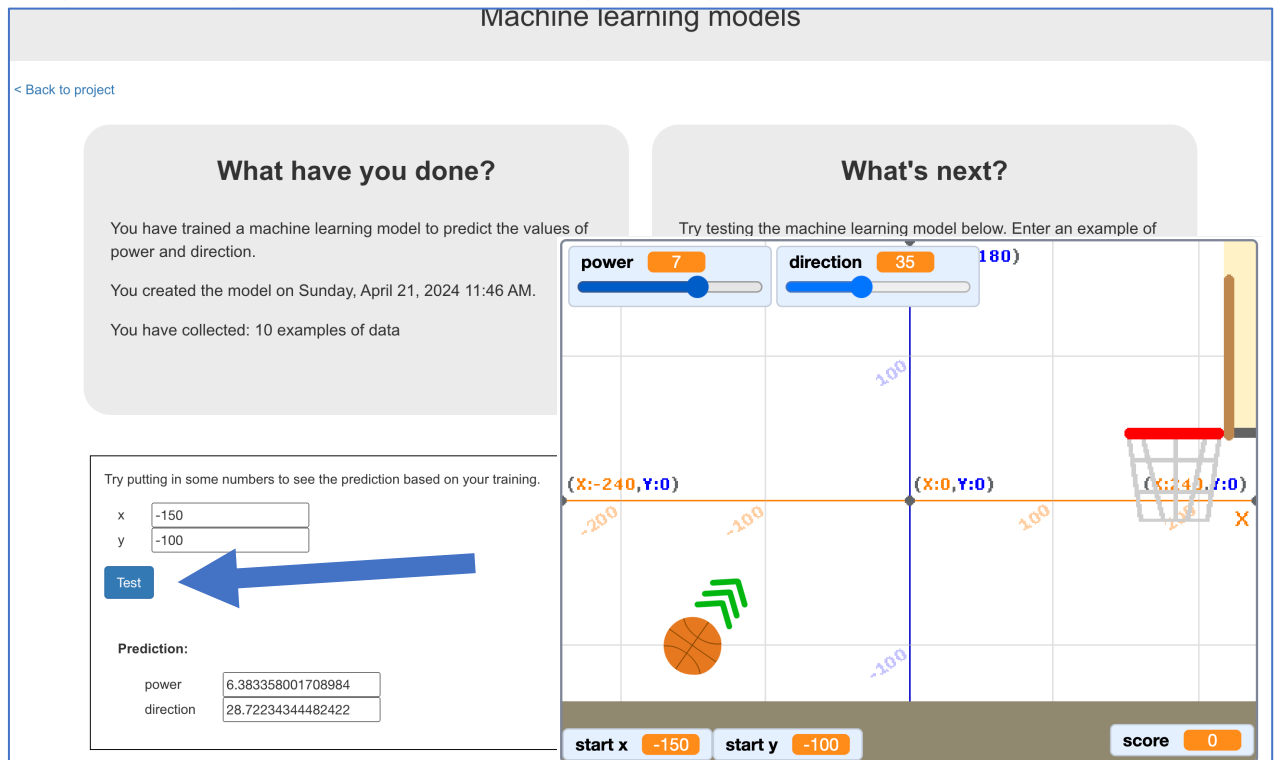 Machine learning models
< Back to project
What have you done?
You have trained a machine learning model to predict the values of
power and direction.
You created the model on Sunday, April 21, 2024 11:46 AM.
You have collected: 10 examples of data
What's next?
Try testing the machine learning model below. Enter an example of
Try putting in some numbers to see the prediction based on your training.
x -150
y -100
Test
Prediction:
power 6.383358001708984
direction 28.72234344482422
power 7
direction 35
180)
100
(X:-240,Y:0)
(X:0,Y:0)
(X:240,Y:0)
-200
-100
100
200
X
-100
start x -150
start y -100
score 0